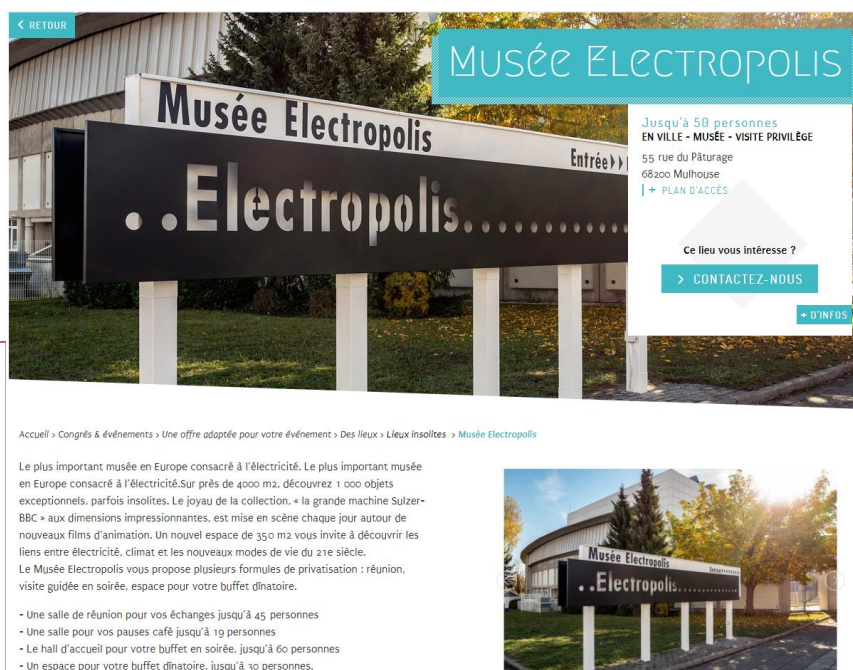 < RETOUR
Musée Electropolis
Musée Electropolis
Entrée
..Electropolis..............
Jusqu'à 50 personnes
EN VILLE - MUSÉE - VISITE PRIVILÈGE
55 rue du Pâturage
68200 Mulhouse
+ PLAN D'ACCÈS
Ce lieu vous intéresse ?
> CONTACTEZ-NOUS
+ D'INFOS
Accueil > Congrès & événements > Une offre adaptée pour votre événement > Des lieux > Lieux insolites > Musée Electropolis
Le plus important musée en Europe consacré à l'électricité. Le plus important musée
en Europe consacré à l'électricité.Sur près de 4000 m2, découvrez 1 000 objets
exceptionnels, parfois insolites. Le joyau de la collection, « la grande machine Sulzer-
BBC » aux dimensions impressionnantes, est mise en scène chaque jour autour de
nouveaux films d'animation. Un nouvel espace de 350 m2 vous invite à découvrir les
liens entre électricité, climat et les nouveaux modes de vie du 21e siècle.
Le Musée Electropolis vous propose plusieurs formules de privatisation : réunion,
visite guidée en soirée, espace pour votre buffet dînatoire.
- Une salle de réunion pour vos échanges jusqu'à 45 personnes
- Une salle pour vos pauses café jusqu'à 19 personnes
- Le hall d'accueil pour votre buffet en soirée, jusqu'à 60 personnes
- Un espace pour votre buffet dînatoire, jusqu'à 30 personnes.
Musée Electropolis
Entrée
..Electropolis..............